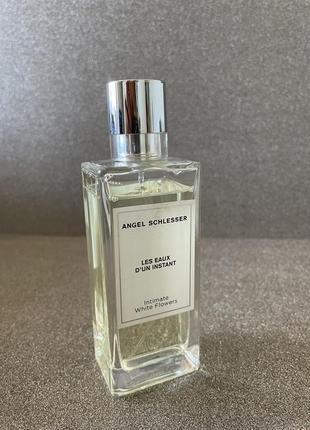 ANGEL SCHLESSER
LES EAUX
D'UN INSTANT
Intimate
White Flowers